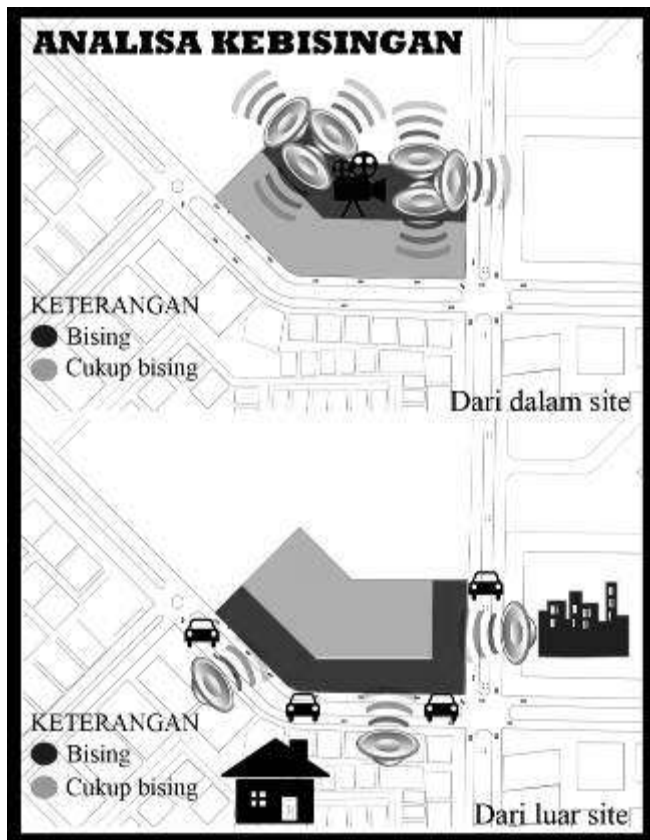 ANALISA KEBISINGAN
KETERANGAN
Bising
Cukup bising
Dari dalam site
KETERANGAN
Bising
Cukup bising
Dari luar site